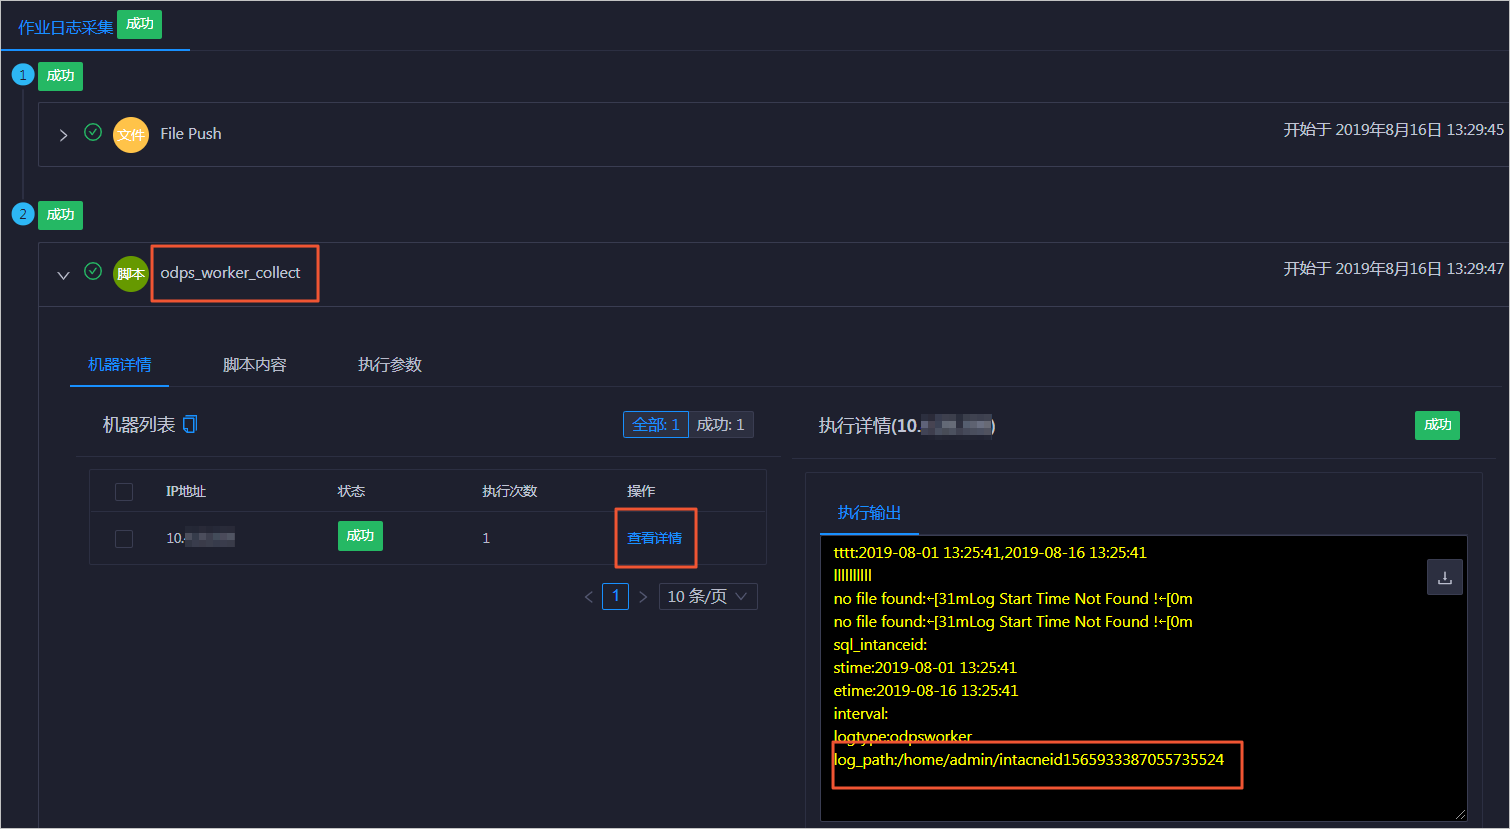 作业日志采集 成功
1 成功
文件 File Push 开始于 2019年8月16日 13:29:45
2 成功
脚本 odps_worker_collect 开始于 2019年8月16日 13:29:47
机器详情 脚本内容 执行参数
机器列表 全部: 1 成功: 1
IP地址 状态 执行次数 操作
10. 成功 1 查看详情
1 10 条/页
执行详情(10. ) 成功
执行输出
tttt:2019-08-01 13:25:41,2019-08-16 13:25:41
llllllllll
no file found:←[31mLog Start Time Not Found !←[0m
no file found:←[31mLog Start Time Not Found !←[0m
sql_intanceid:
stime:2019-08-01 13:25:41
etime:2019-08-16 13:25:41
interval:
logtype:odpsworker
log_path:/home/admin/intacneid1565933387055735524